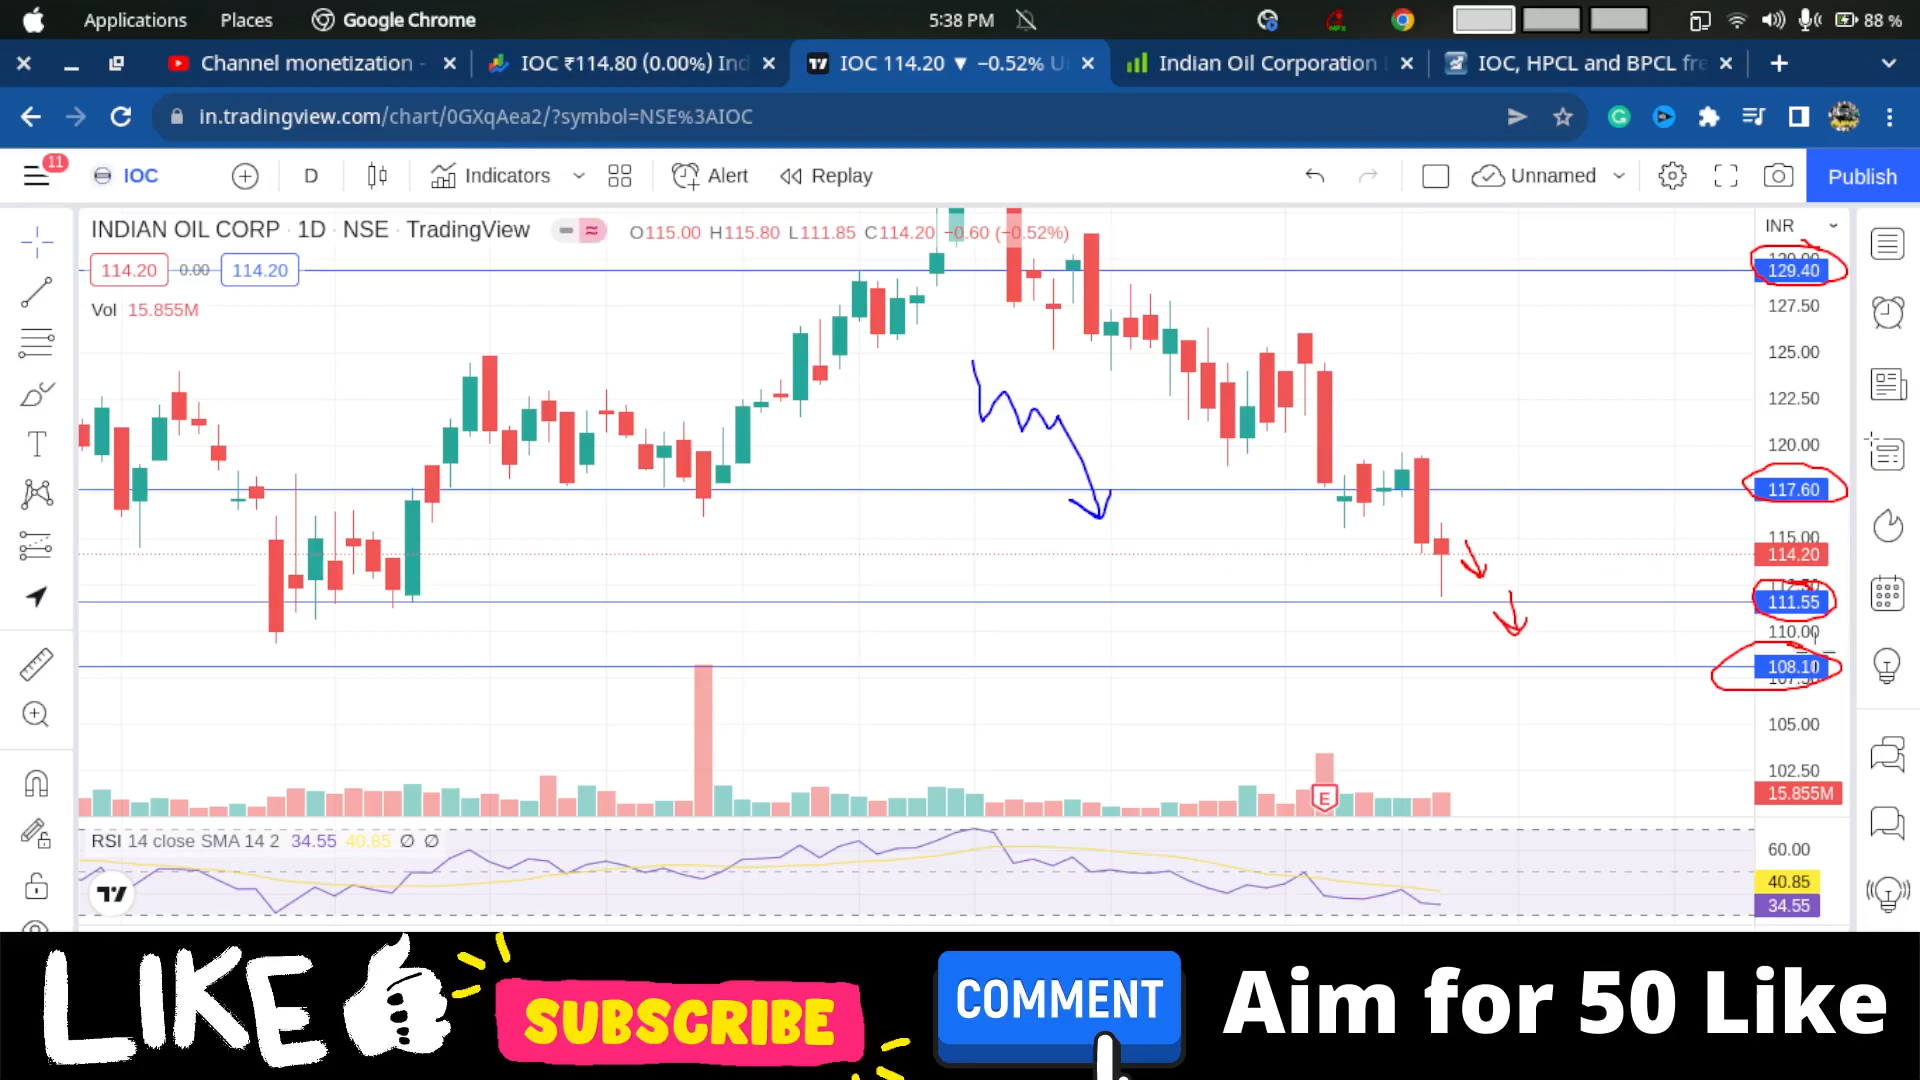 Applications Places Google Chrome 5:38 PM 88 %
Channel monetization - IOC ₹114.80 (0.00%) Ind IOC 114.20 ▼ −0.52% U Indian Oil Corporation IOC, HPCL and BPCL fre
in.tradingview.com/chart/0GXqAea2/?symbol=NSE%3AIOC
11 IOC D Indicators Alert Replay Unnamed Publish
INDIAN OIL CORP · 1D · NSE · TradingView O115.00 H115.80 L111.85 C114.20 −0.60 (−0.52%) INR
114.20 0.00 114.20
Vol 15.855M
129.40
127.50
125.00
122.50
120.00
117.60
115.00
114.20
112.50
111.55
110.00
108.10
107.50
105.00
102.50
15.855M
E
RSI 14 close SMA 14 2 34.55 40.85 ∅ ∅
60.00
40.85
34.55
LIKE SUBSCRIBE COMMENT Aim for 50 Like